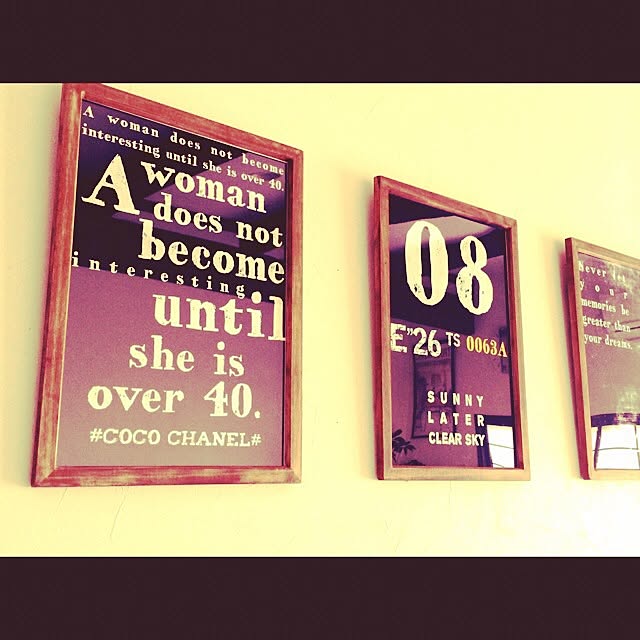 A woman does not become
interesting until she is over 40.
A woman
does not
become
interesting
until
she is
over 40.
#COCO CHANEL#
08
E"26 TS 0063A
SUNNY
LATER
CLEAR SKY
Never let
your
memories be
greater than
your dreams.